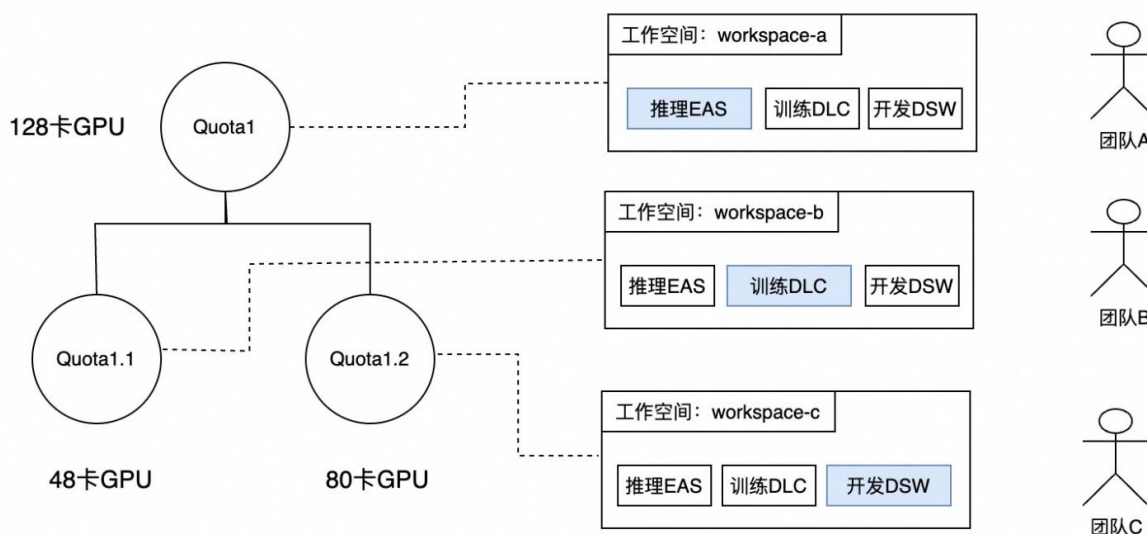 128卡GPU
Quota1
Quota1.1
Quota1.2
48卡GPU
80卡GPU
工作空间：workspace-a
推理EAS
训练DLC
开发DSW
团队A
工作空间：workspace-b
推理EAS
训练DLC
开发DSW
团队B
工作空间：workspace-c
推理EAS
训练DLC
开发DSW
团队C